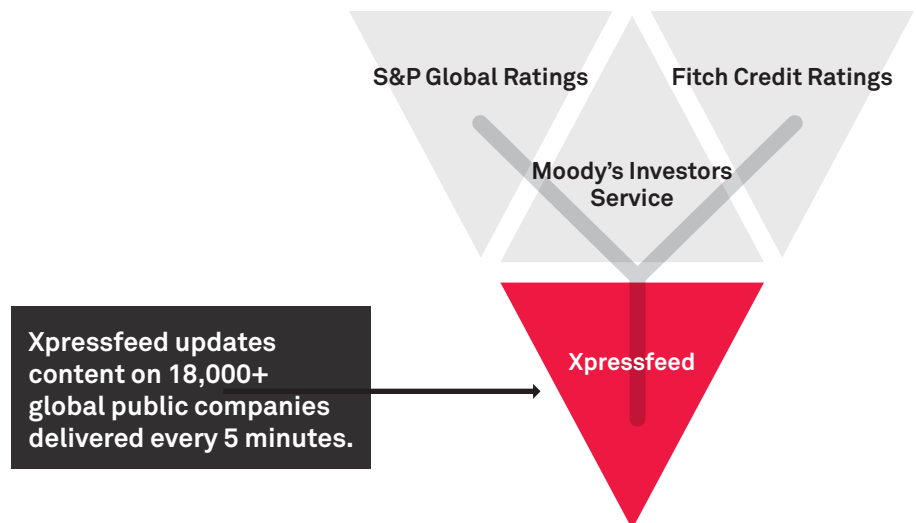 S&P Global Ratings
Fitch Credit Ratings
Moody’s Investors
Service
Xpressfeed
Xpressfeed updates
content on 18,000+
global public companies
delivered every 5 minutes.